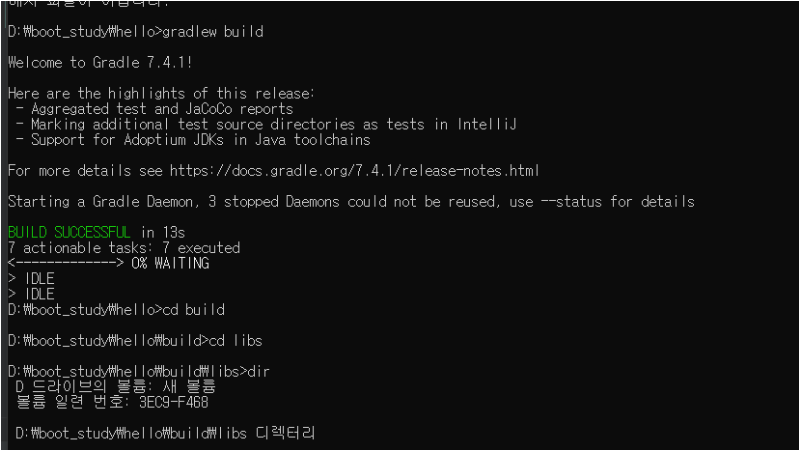 D:₩boot_study₩hello>gradlew build
Welcome to Gradle 7.4.1!
Here are the highlights of this release:
- Aggregated test and JaCoCo reports
- Marking additional test source directories as tests in IntelliJ
- Support for Adoptium JDKs in Java toolchains
For more details see https://docs.gradle.org/7.4.1/release-notes.html
Starting a Gradle Daemon, 3 stopped Daemons could not be reused, use --status for details
BUILD SUCCESSFUL in 13s
7 actionable tasks: 7 executed
<-------------> 0% WAITING
> IDLE
> IDLE
D:₩boot_study₩hello>cd build
D:₩boot_study₩hello₩build>cd libs
D:₩boot_study₩hello₩build₩libs>dir
D 드라이브의 볼륨: 새 볼륨
볼륨 일련 번호: 3EC9-F468
D:₩boot_study₩hello₩build₩libs 디렉터리